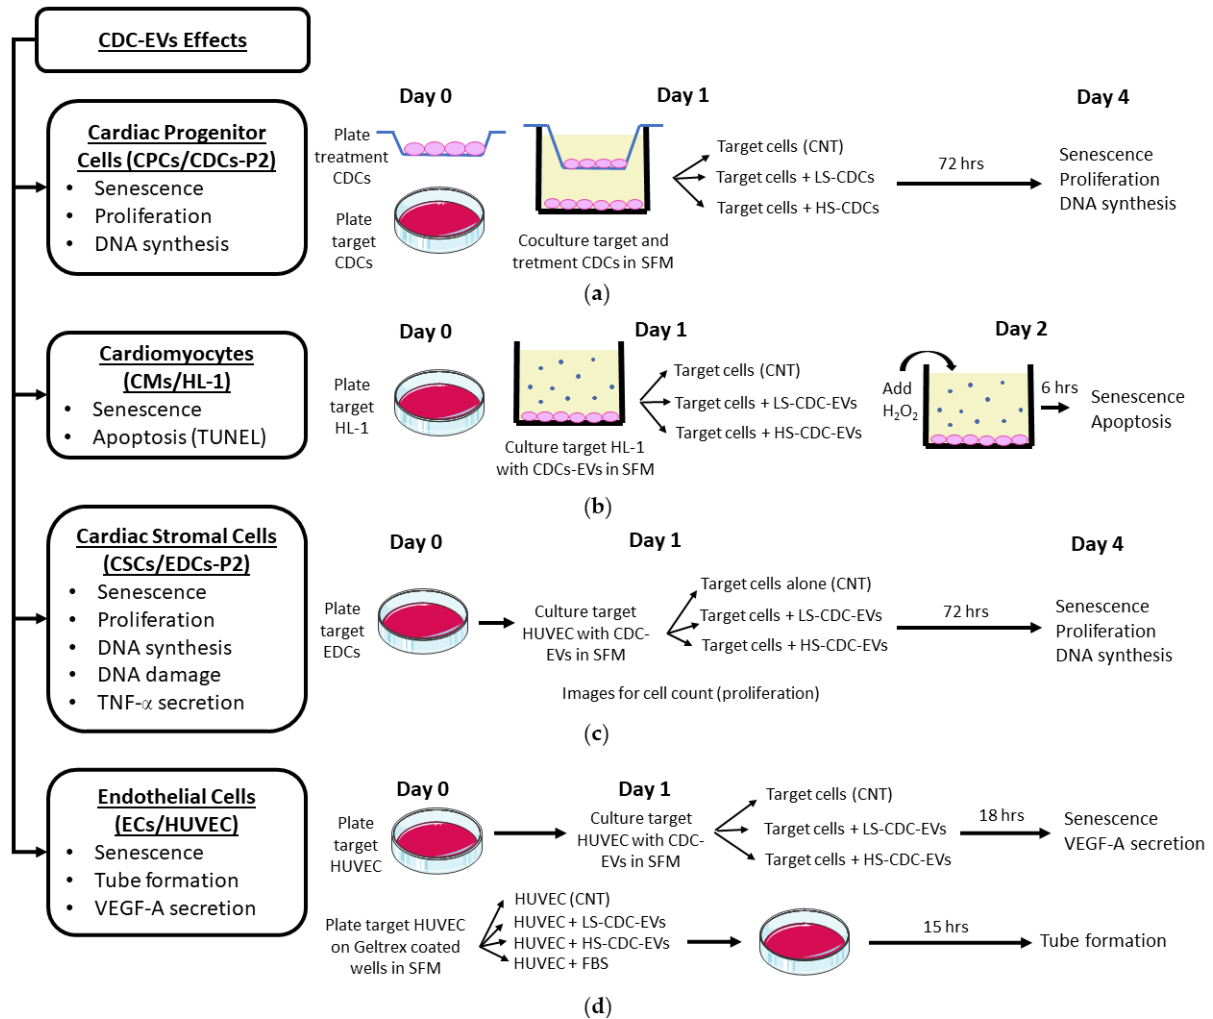 CDC-EVs Effects
Cardiac Progenitor
Cells (CPCs/CDCs-P2)
• Senescence
• Proliferation
• DNA synthesis
Day 0
Day 1
Day 4
Plate
treatment
CDCs
Plate
target
CDCs
Coculture target and
tretment CDCs in SFM
Target cells (CNT)
Target cells + LS-CDCs
Target cells + HS-CDCs
72 hrs
Senescence
Proliferation
DNA synthesis
(a)
Cardiomyocytes
(CMs/HL-1)
• Senescence
• Apoptosis (TUNEL)
Day 0
Day 1
Day 2
Plate
target
HL-1
Culture target HL-1
with CDCs-EVs in SFM
Target cells (CNT)
Target cells + LS-CDC-EVs
Target cells + HS-CDC-EVs
Add
H₂O₂
6 hrs
Senescence
Apoptosis
(b)
Cardiac Stromal Cells
(CSCs/EDCs-P2)
• Senescence
• Proliferation
• DNA synthesis
• DNA damage
• TNF-α secretion
Day 0
Day 1
Day 4
Plate
target
EDCs
Culture target
HUVEC with CDC-
EVs in SFM
Target cells alone (CNT)
Target cells + LS-CDC-EVs
Target cells + HS-CDC-EVs
72 hrs
Senescence
Proliferation
DNA synthesis
Images for cell count (proliferation)
(c)
Endothelial Cells
(ECs/HUVEC)
• Senescence
• Tube formation
• VEGF-A secretion
Day 0
Day 1
Plate
target
HUVEC
Culture target
HUVEC with CDC-
EVs in SFM
Target cells (CNT)
Target cells + LS-CDC-EVs
Target cells + HS-CDC-EVs
18 hrs
Senescence
VEGF-A secretion
Plate target HUVEC
on Geltrex coated
wells in SFM
HUVEC (CNT)
HUVEC + LS-CDC-EVs
HUVEC + HS-CDC-EVs
HUVEC + FBS
15 hrs
Tube formation
(d)